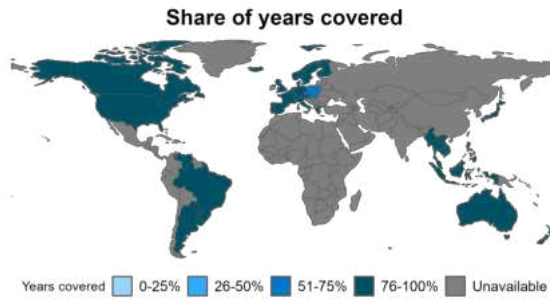 Share of years covered
Years covered 0-25% 26-50% 51-75% 76-100% Unavailable